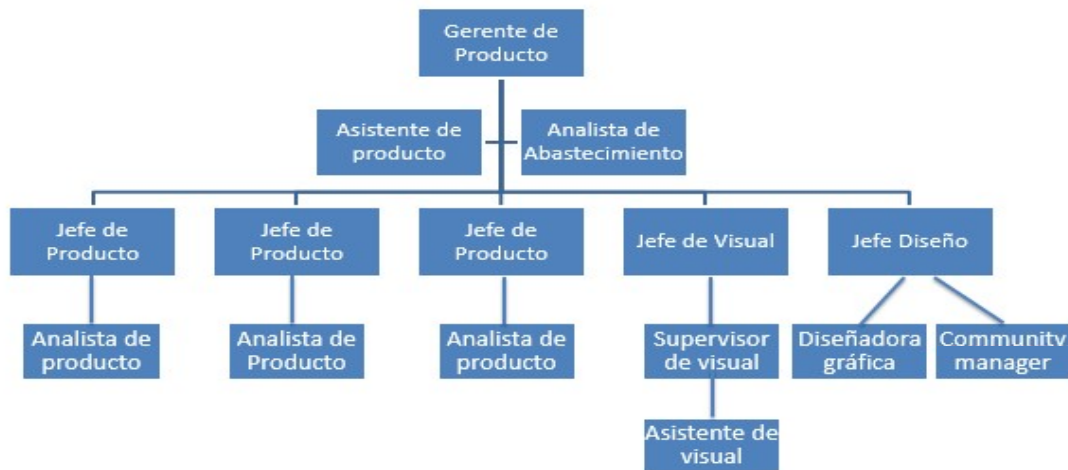 Gerente de
Producto
Asistente de
producto
Analista de
Abastecimiento
Jefe de
Producto
Jefe de
Producto
Jefe de
Producto
Jefe de Visual
Jefe Diseño
Analista de
producto
Analista de
Producto
Analista de
producto
Supervisor
de visual
Diseñadora
gráfica
Community
manager
Asistente de
visual